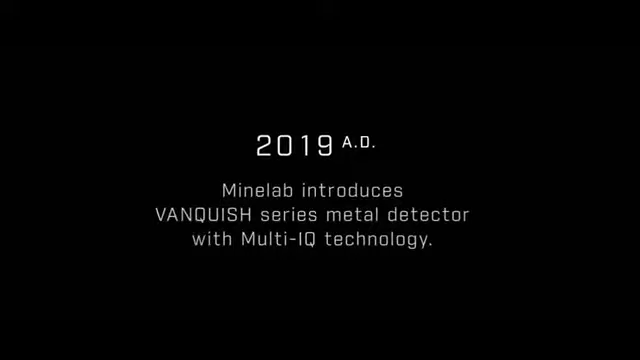 2019 A.D.
Minelab introduces
VANQUISH series metal detector
with Multi-IQ technology.